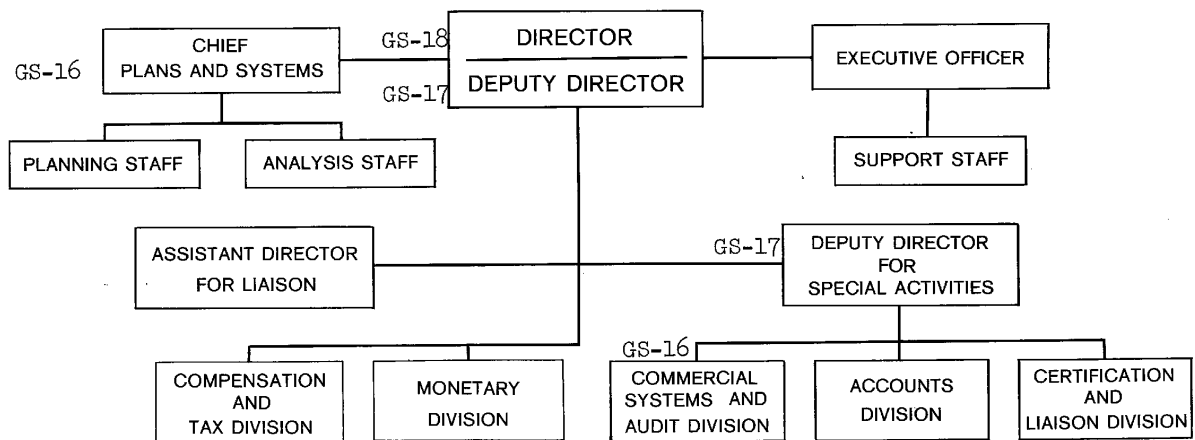 CHIEF
PLANS AND SYSTEMS
GS-16
GS-18
DIRECTOR
DEPUTY DIRECTOR
GS-17
EXECUTIVE OFFICER
PLANNING STAFF
ANALYSIS STAFF
SUPPORT STAFF
ASSISTANT DIRECTOR
FOR LIAISON
GS-17
DEPUTY DIRECTOR
FOR
SPECIAL ACTIVITIES
COMPENSATION
AND
TAX DIVISION
MONETARY
DIVISION
GS-16
COMMERCIAL
SYSTEMS AND
AUDIT DIVISION
ACCOUNTS
DIVISION
CERTIFICATION
AND
LIAISON DIVISION